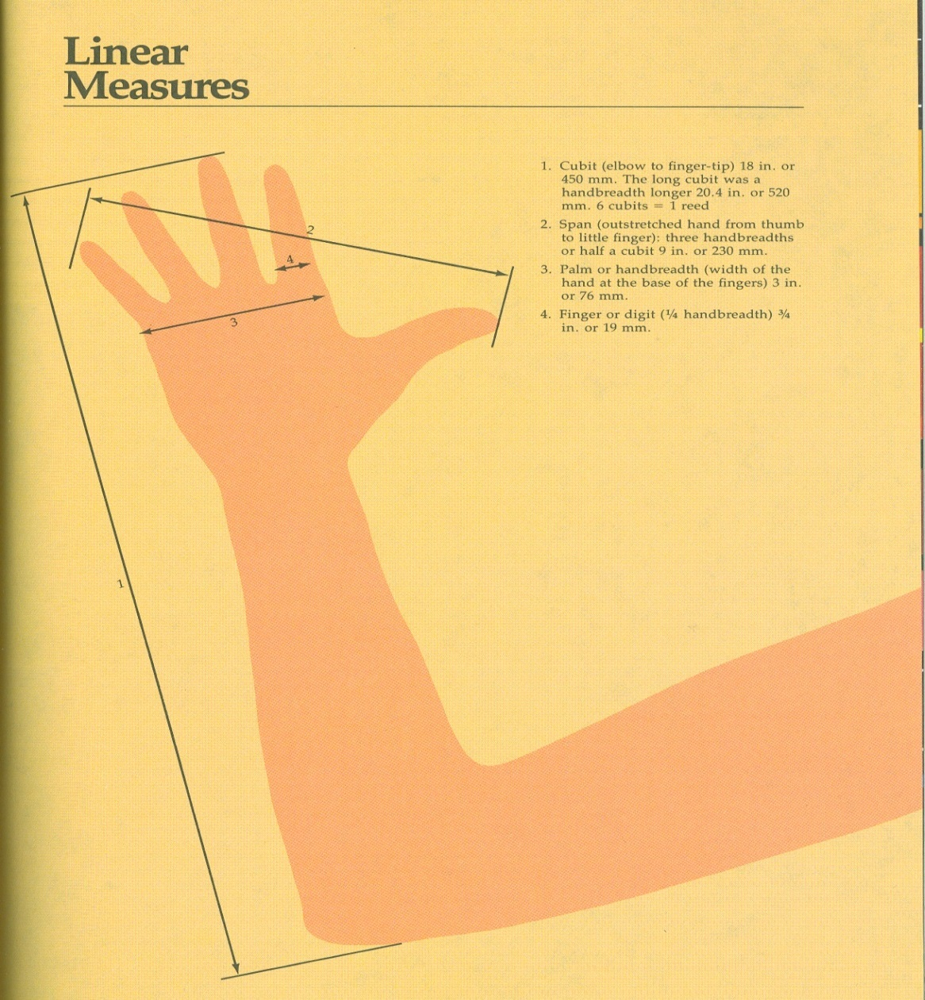 Linear
Measures
1. Cubit (elbow to finger-tip) 18 in. or
450 mm. The long cubit was a
handbreadth longer 20.4 in. or 520
mm. 6 cubits = 1 reed
2. Span (outstretched hand from thumb
to little finger): three handbreadths
or half a cubit 9 in. or 230 mm.
3. Palm or handbreadth (width of the
hand at the base of the fingers) 3 in.
or 76 mm.
4. Finger or digit (¼ handbreadth) ¾
in. or 19 mm.
2
4
3
1